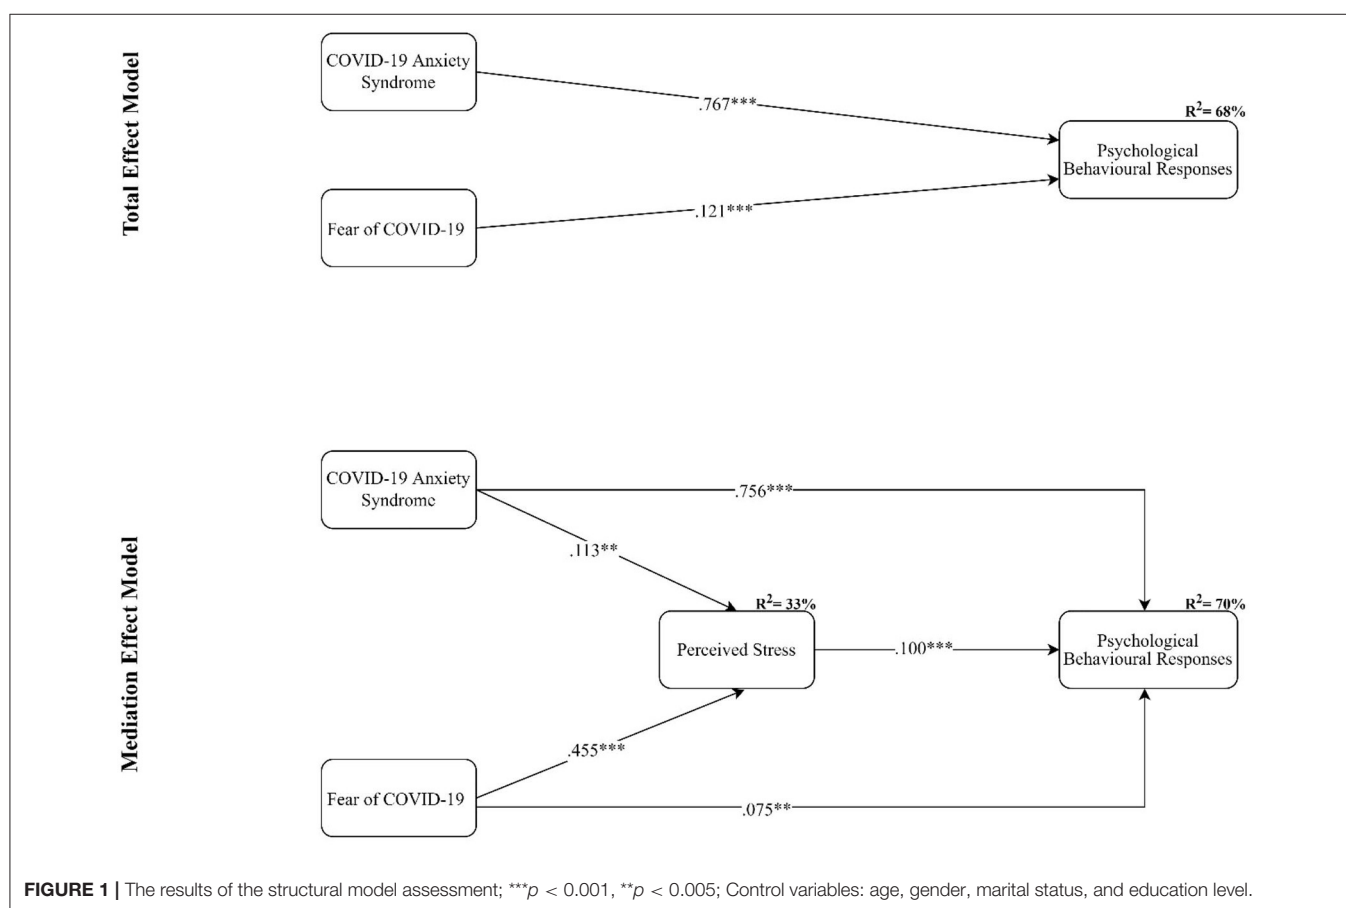 Total Effect Model
COVID-19 Anxiety
Syndrome
.767***
R²= 68%
Psychological
Behavioural Responses
.121***
Fear of COVID-19
Mediation Effect Model
COVID-19 Anxiety
Syndrome
.756***
.113**
R²= 33%
Perceived Stress
.100***
R²= 70%
Psychological
Behavioural Responses
.455***
Fear of COVID-19
.075**
FIGURE 1 | The results of the structural model assessment; ***p < 0.001, **p < 0.005; Control variables: age, gender, marital status, and education level.